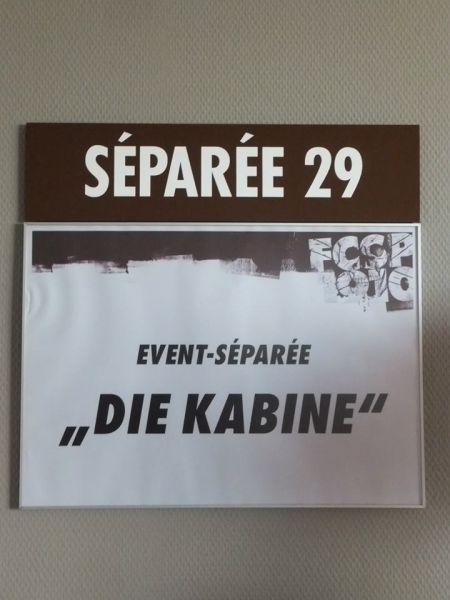 SÉPARÉE 29
EVENT-SÉPARÉE
„DIE KABINE“